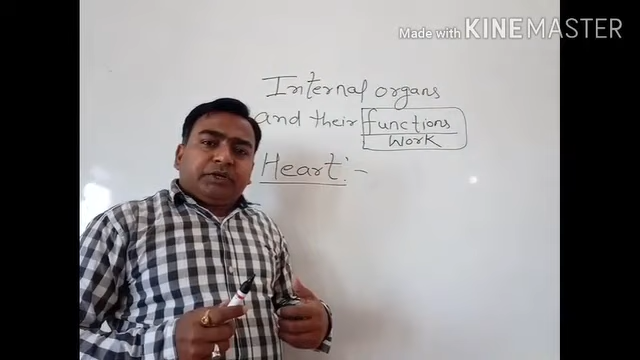 Made with KINEMASTER
Internal organs
and their functions
Work
Heart :-